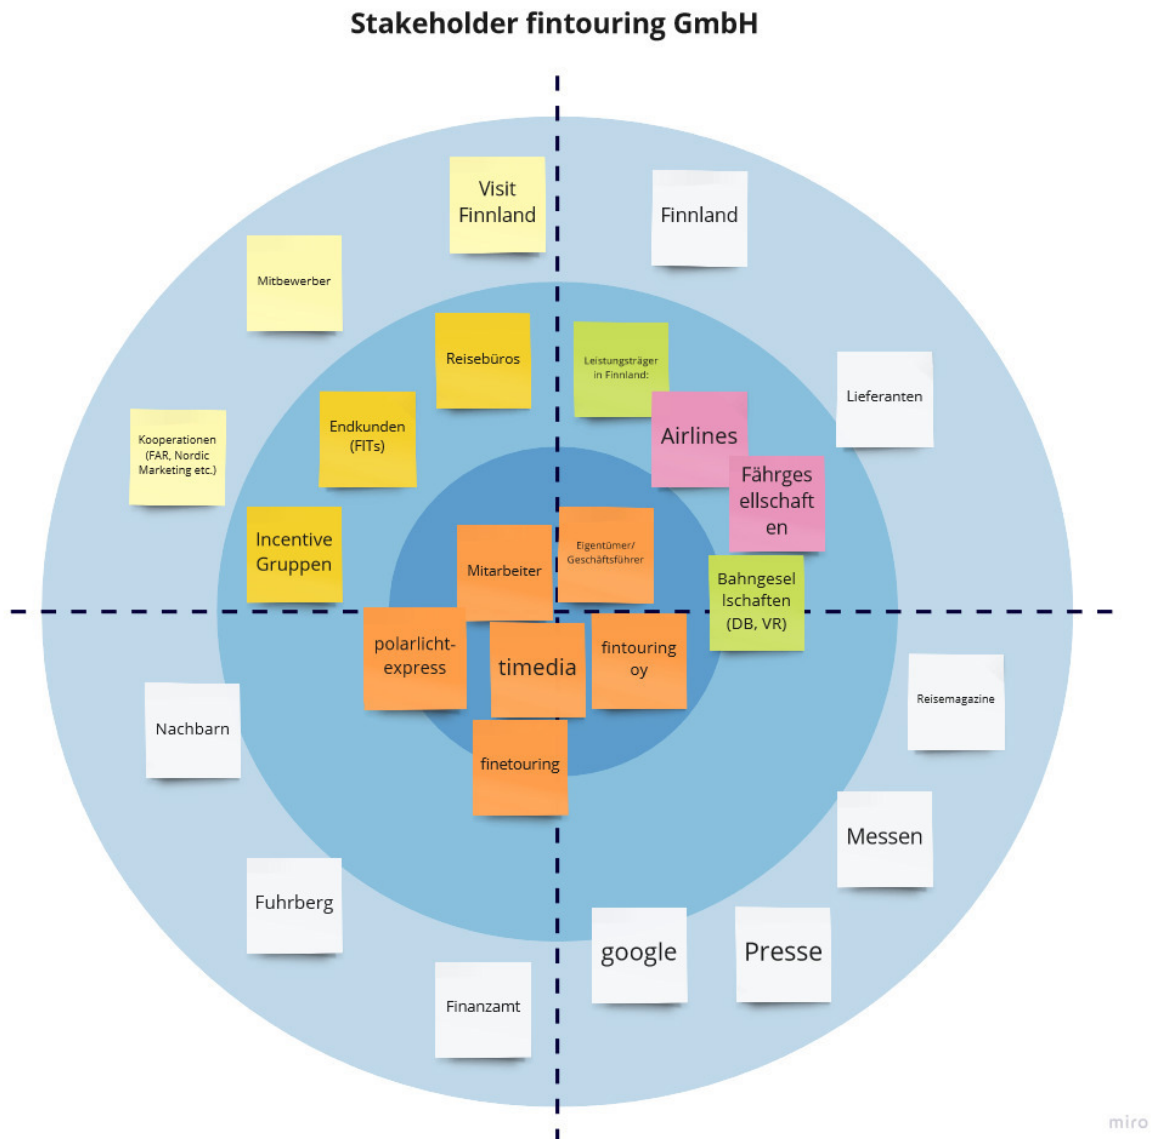 Stakeholder fintouring GmbH
Visit
Finnland
Finnland
Mitbewerber
Reisebüros
Leistungsträger
in Finnland:
Endkunden
(FITs)
Airlines
Lieferanten
Kooperationen
(FAR, Nordic
Marketing etc.)
Fährges
ellschaft
en
Incentive
Gruppen
Mitarbeiter
Eigentümer/
Geschäftsführer
Bahngesel
lschaften
(DB, VR)
polarlicht-
express
timedia
fintouring
oy
Nachbarn
Reisemagazine
finetouring
Messen
Fuhrberg
google
Presse
Finanzamt
miro